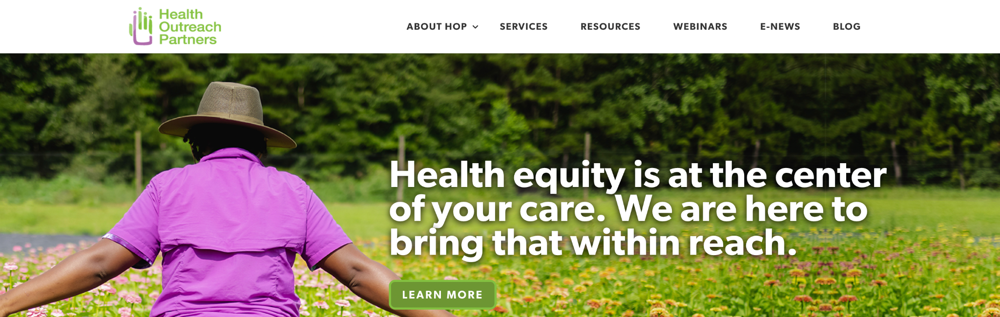 Health
Outreach
Partners
ABOUT HOP
SERVICES
RESOURCES
WEBINARS
E-NEWS
BLOG
Health equity is at the center
of your care. We are here to
bring that within reach.
LEARN MORE